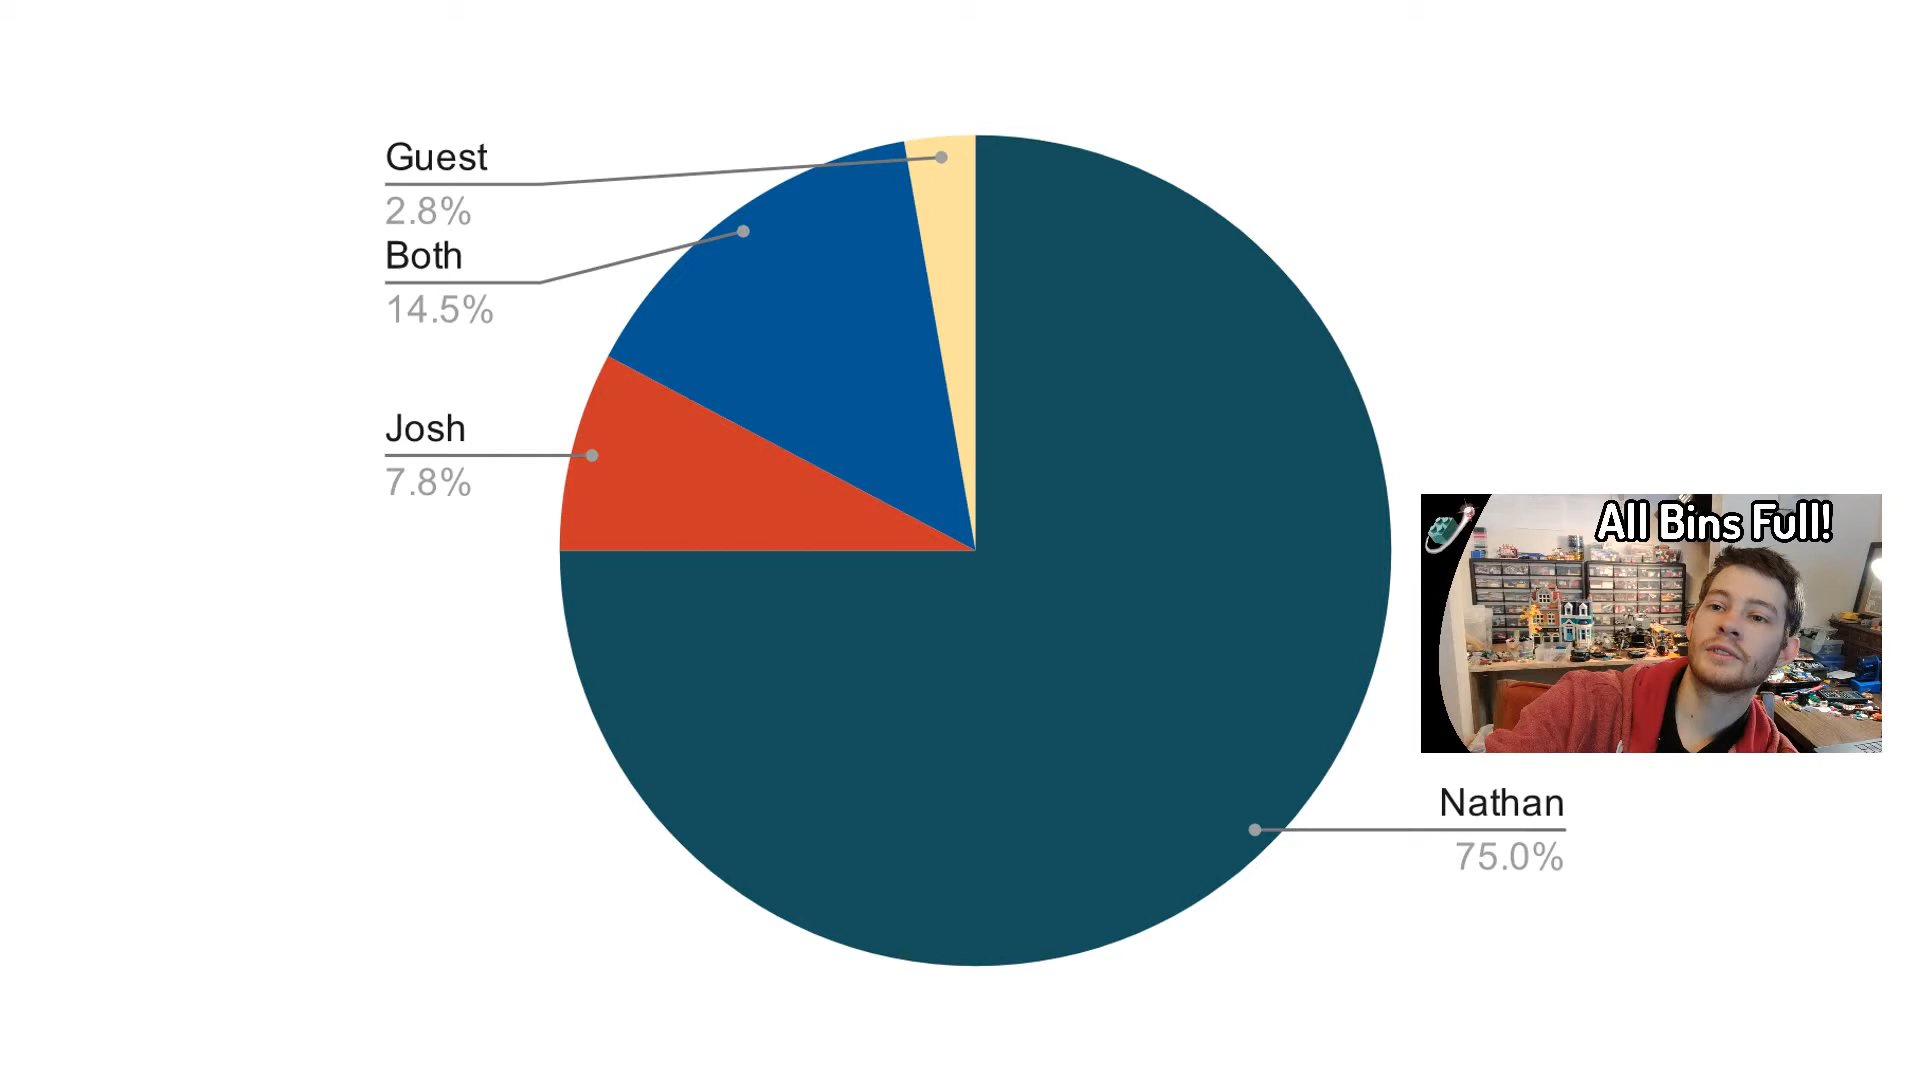 Guest
2.8%
Both
14.5%
Josh
7.8%
All Bins Full!
Nathan
75.0%